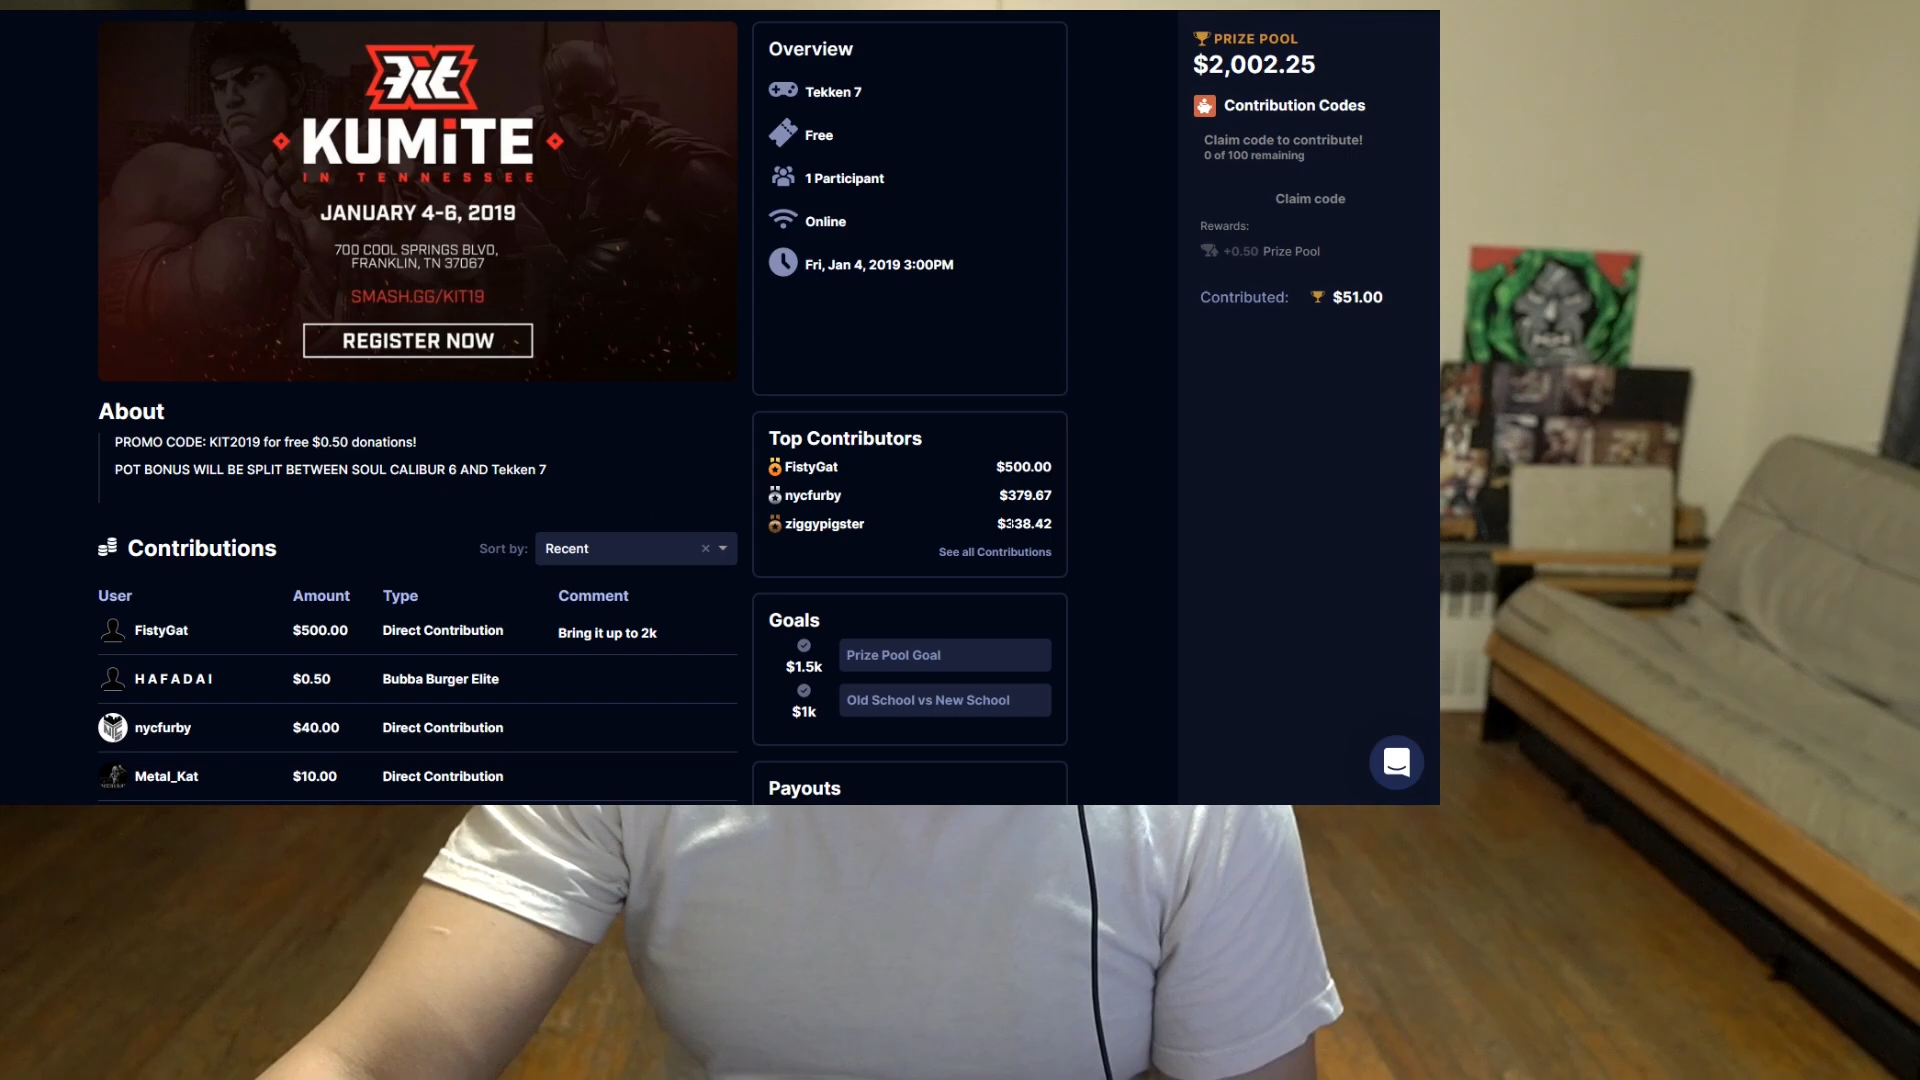 Kit
KUMiTE
IN TENNESSEE
JANUARY 4-6, 2019
700 COOL SPRINGS BLVD,
FRANKLIN, TN 37067
SMASH.GG/KIT19
REGISTER NOW
About
PROMO CODE: KIT2019 for free $0.50 donations!
POT BONUS WILL BE SPLIT BETWEEN SOUL CALIBUR 6 AND Tekken 7
Contributions
Sort by: Recent
User Amount Type Comment
FistyGat $500.00 Direct Contribution Bring it up to 2k
H A F A D A I $0.50 Bubba Burger Elite
nycfurby $40.00 Direct Contribution
Metal_Kat $10.00 Direct Contribution
Overview
Tekken 7
Free
1 Participant
Online
Fri, Jan 4, 2019 3:00PM
Top Contributors
FistyGat $500.00
nycfurby $379.67
ziggypigster $338.42
See all Contributions
Goals
$1.5k Prize Pool Goal
$1k Old School vs New School
Payouts
PRIZE POOL
$2,002.25
Contribution Codes
Claim code to contribute!
0 of 100 remaining
Claim code
Rewards:
+0.50 Prize Pool
Contributed: $51.00